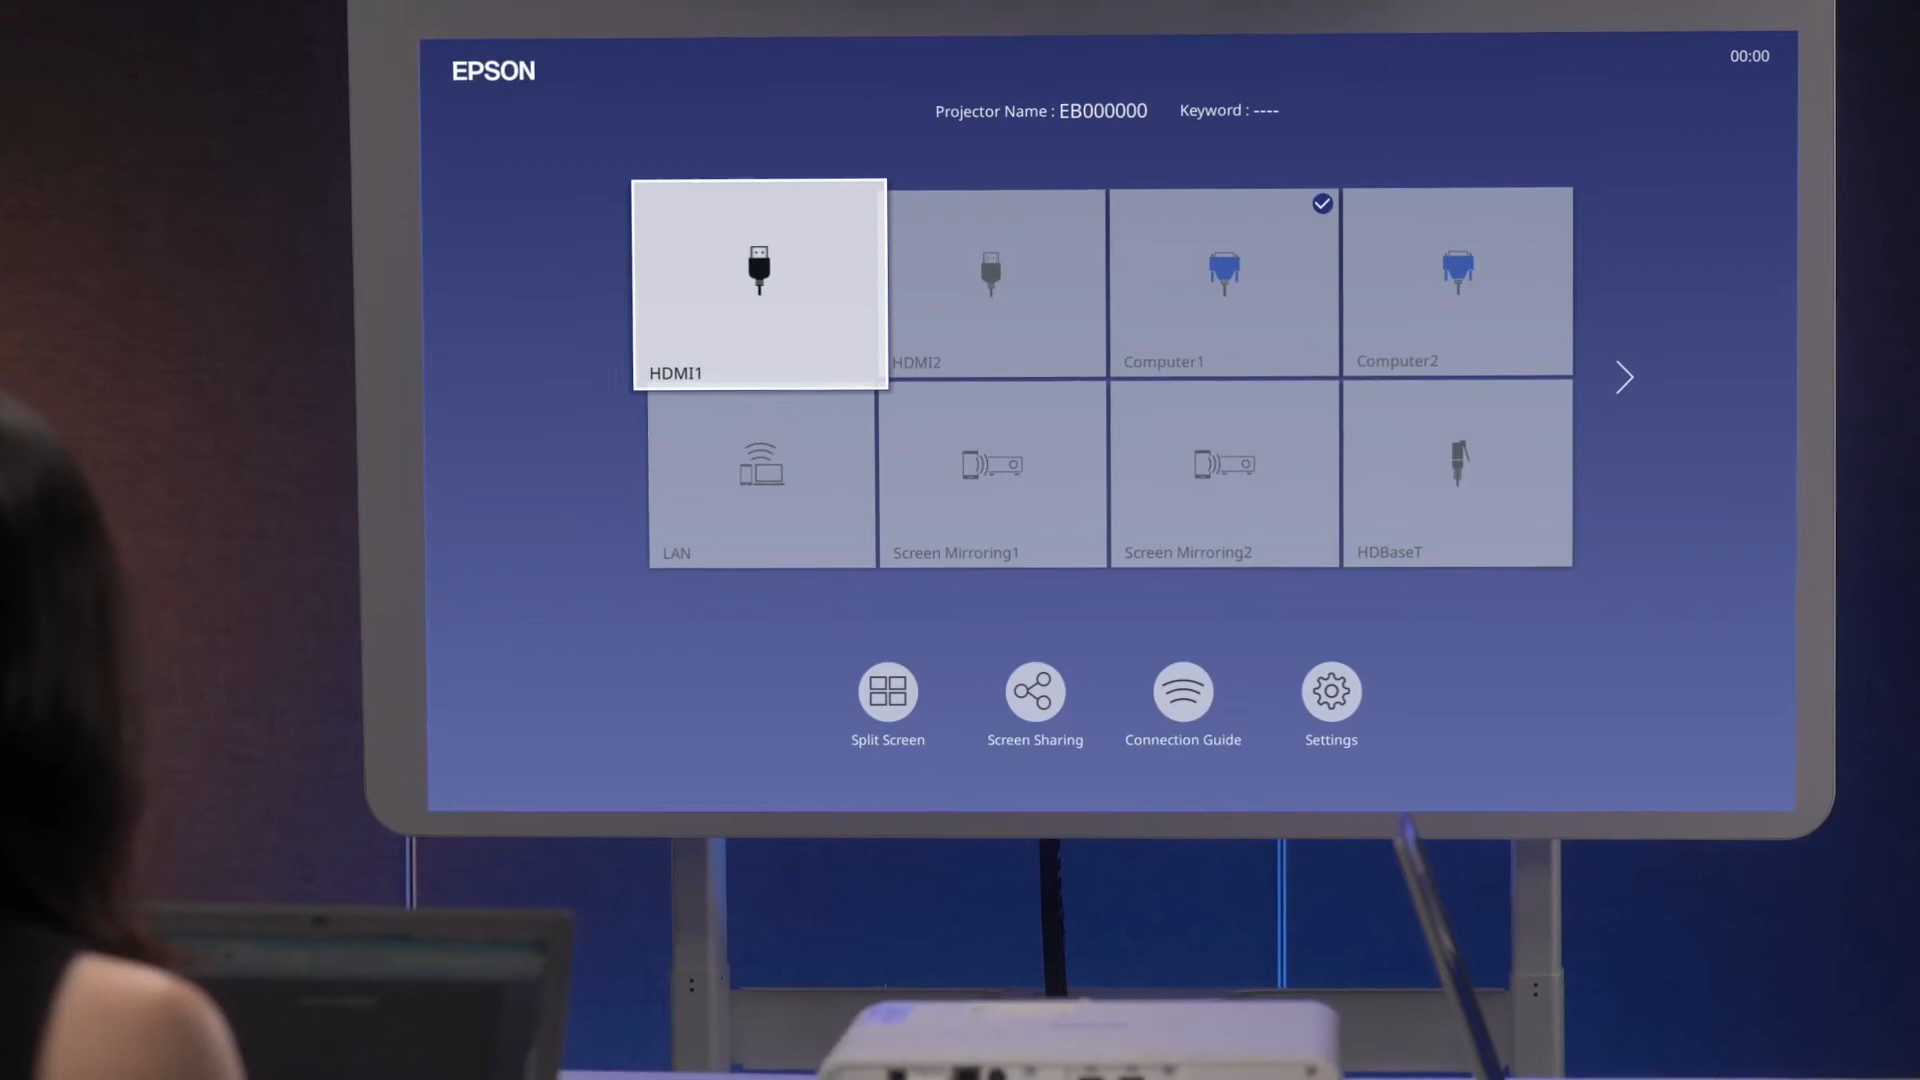 EPSON
00:00
Projector Name : EB000000 Keyword : ----
HDMI1
HDMI2
Computer1
Computer2
LAN
Screen Mirroring1
Screen Mirroring2
HDBaseT
Split Screen
Screen Sharing
Connection Guide
Settings